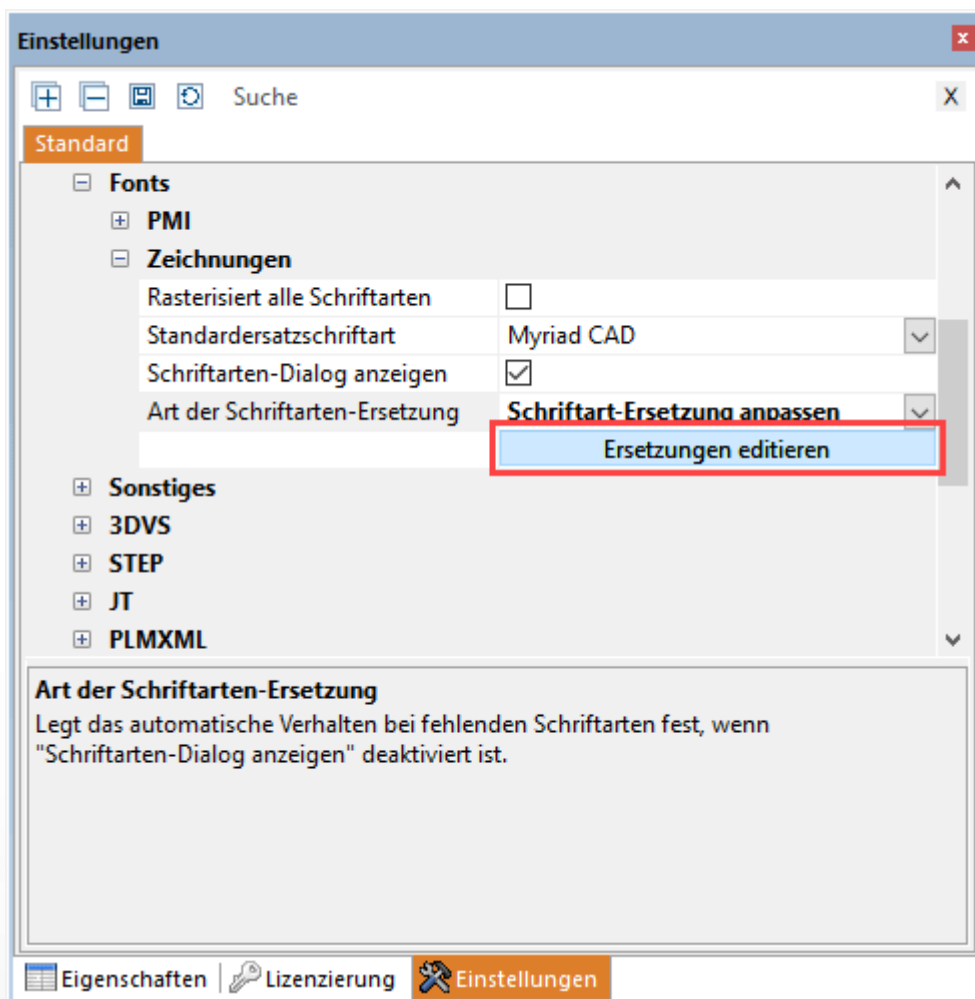 Einstellungen
x
Suche
X
Standard
Fonts
PMI
Zeichnungen
Rasterisiert alle Schriftarten
Standardersatzschriftart Myriad CAD
Schriftarten-Dialog anzeigen
Art der Schriftarten-Ersetzung Schriftart-Ersetzung anpassen
Ersetzungen editieren
Sonstiges
3DVS
STEP
JT
PLMXML
Art der Schriftarten-Ersetzung
Legt das automatische Verhalten bei fehlenden Schriftarten fest, wenn
"Schriftarten-Dialog anzeigen" deaktiviert ist.
Eigenschaften Lizenzierung Einstellungen